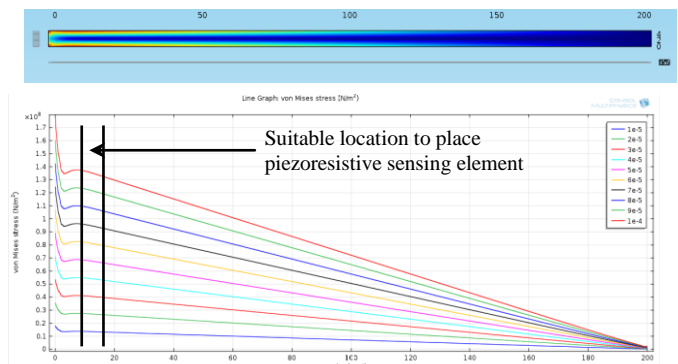 0 50 100 150 200
Line Graph: von Mises stress (N/m²)
×10⁸
1.7
1.6
1.5
1.4
1.3
1.2
1.1
1
0.9
0.8
0.7
0.6
0.5
0.4
0.3
0.2
0.1
0
von Mises stress (N/m²)
Suitable location to place
piezoresistive sensing element
1e-5
2e-5
3e-5
4e-5
5e-5
6e-5
7e-5
8e-5
9e-5
1e-4
0 20 40 60 80 100 120 140 160 180 200